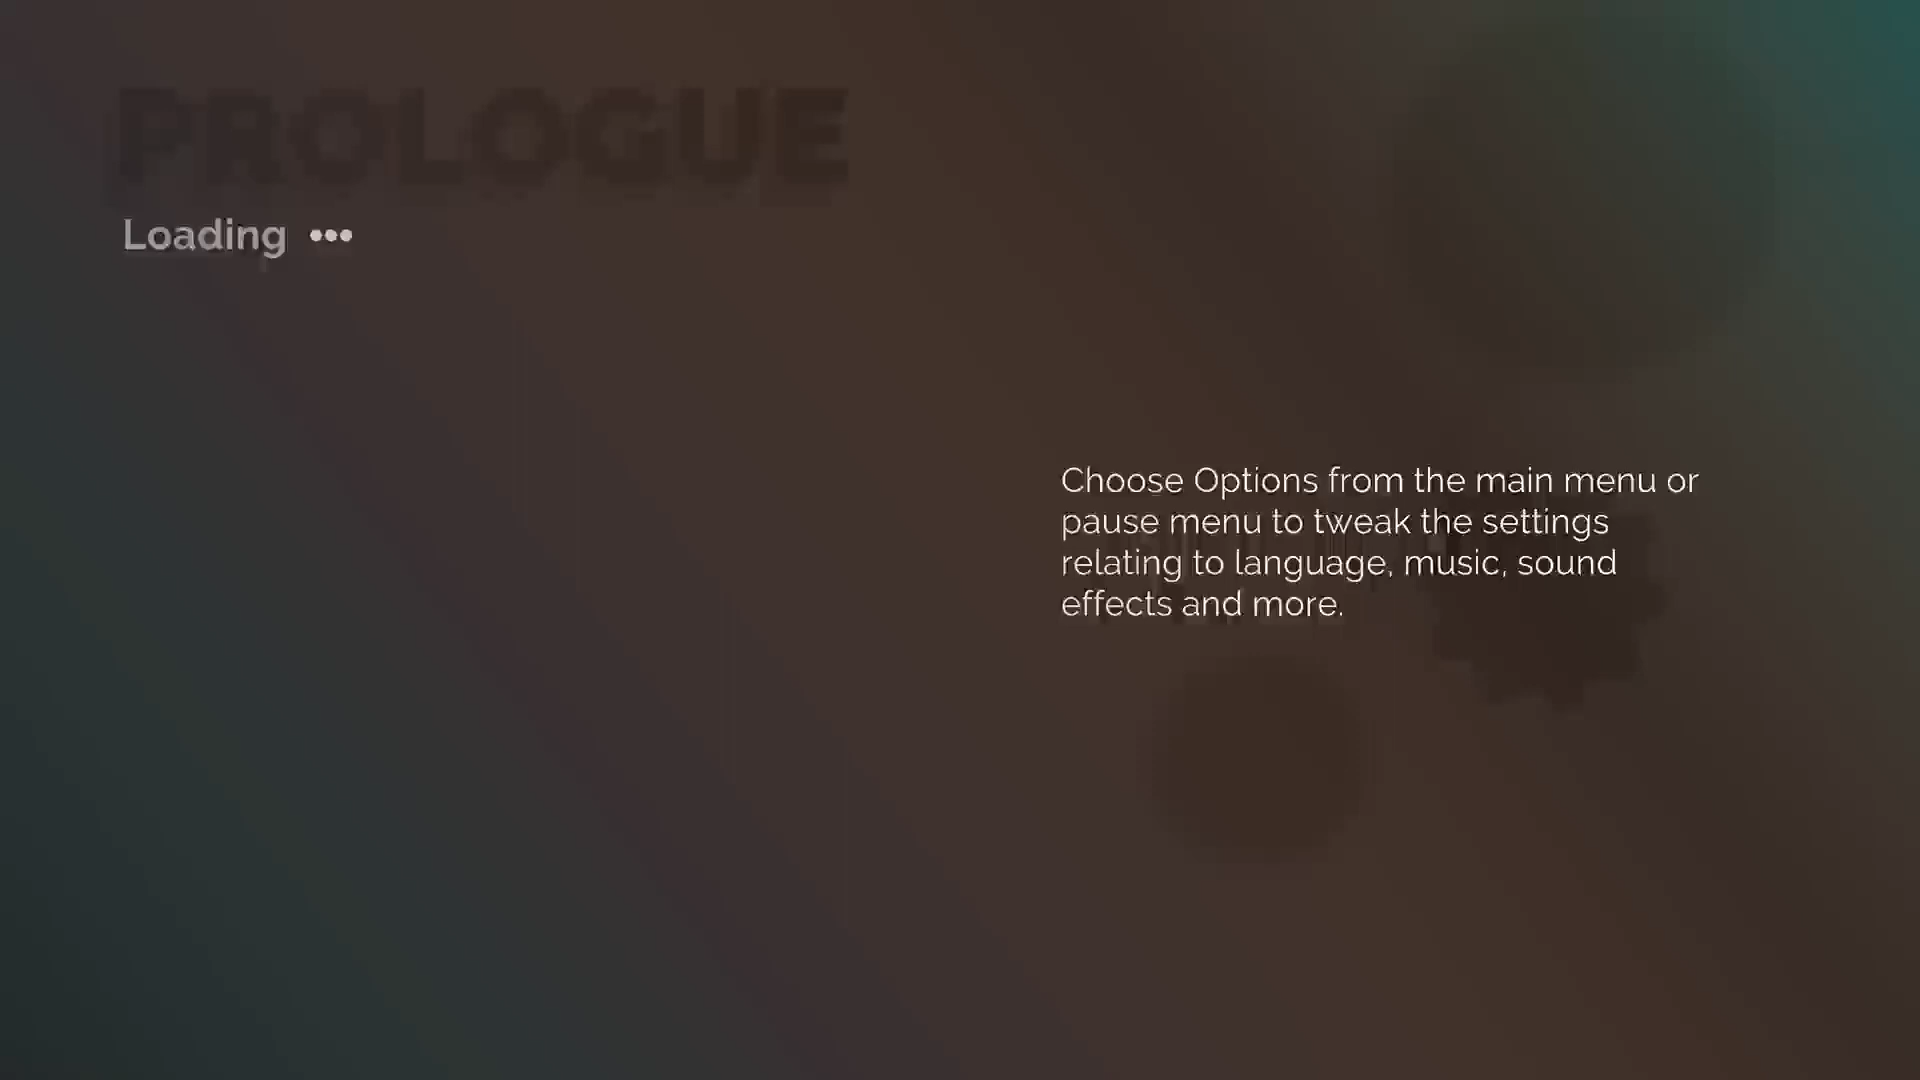 PROLOGUE
Loading •••
Choose Options from the main menu or
pause menu to tweak the settings
relating to language, music, sound
effects and more.